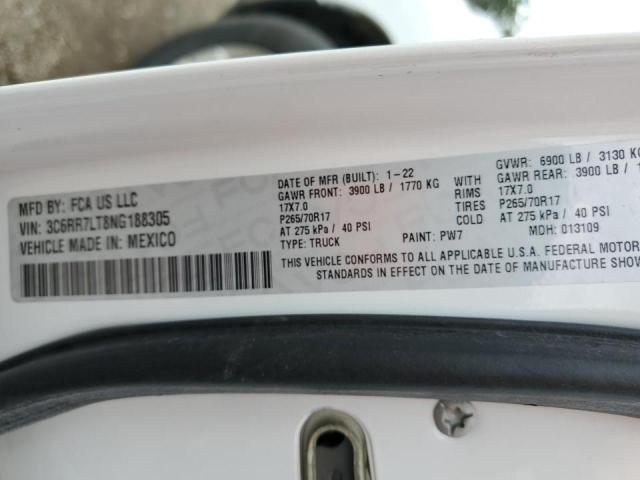 MFD BY: FCA US LLC
VIN: 3C6RR7LT8NG188305
VEHICLE MADE IN: MEXICO
DATE OF MFR (BUILT): 1-22
GAWR FRONT: 3900 LB / 1770 KG
17X7.0
P265/70R17
AT 275 kPa / 40 PSI
TYPE: TRUCK PAINT: PW7
WITH
RIMS
TIRES
COLD
GVWR: 6900 LB / 3130 KG
GAWR REAR: 3900 LB /
17X7.0
P265/70R17
AT 275 kPa / 40 PSI
MDH: 013109
THIS VEHICLE CONFORMS TO ALL APPLICABLE U.S.A. FEDERAL MOTOR
STANDARDS IN EFFECT ON THE DATE OF MANUFACTURE SHOW